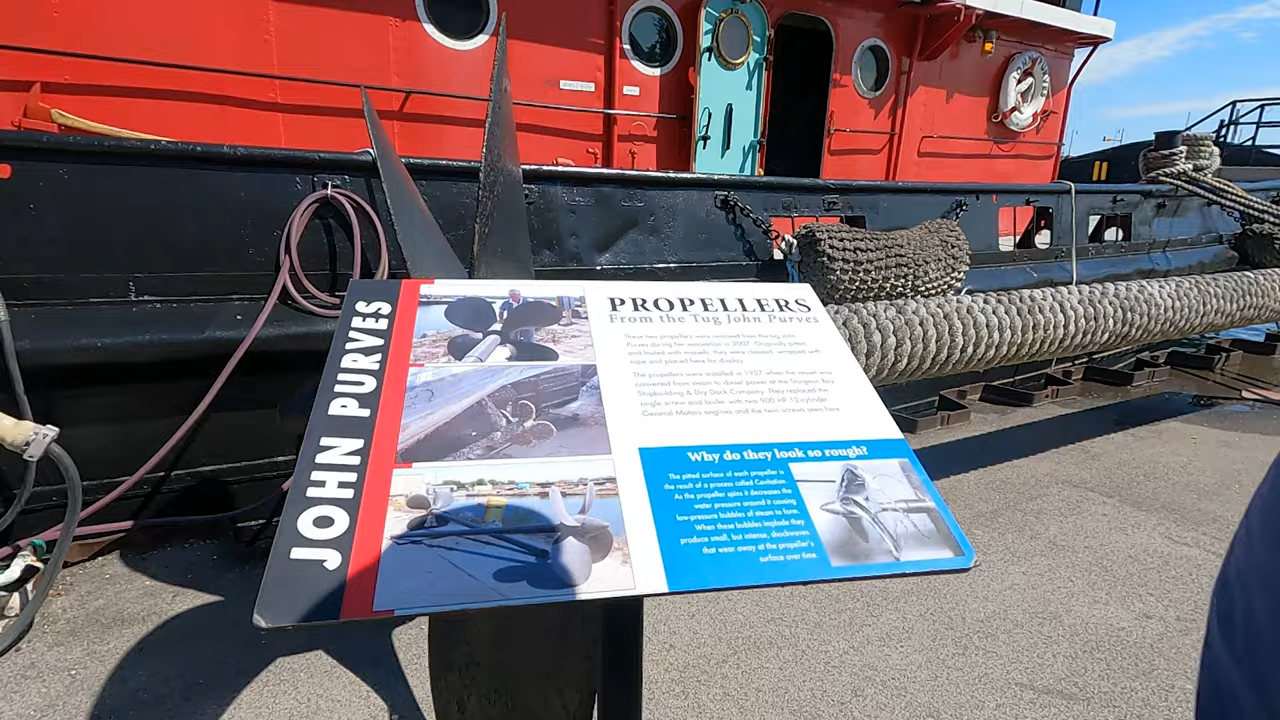 JOHN PURVES
PROPELLERS
From the Tug John Purves
These two propellers were removed from the tug John
Purves during her renovation in 2007. Originally pitted
and fouled with mussels, they were cleaned, wrapped with
rope and placed here for display.
The propellers were installed in 1957 when the vessel was
converted from steam to diesel power at the Sturgeon Bay
Shipbuilding & Dry Dock Company. They replaced the
single screw and boiler with two 900 HP 12-cylinder
General Motors engines and the twin screws seen here.
Why do they look so rough?
The pitted surface of each propeller is
the result of a process called Cavitation.
As the propeller spins it decreases the
water pressure around it causing
low-pressure bubbles of steam to form.
When these bubbles implode they
produce small, but intense, shockwaves
that wear away at the propeller's
surface over time.